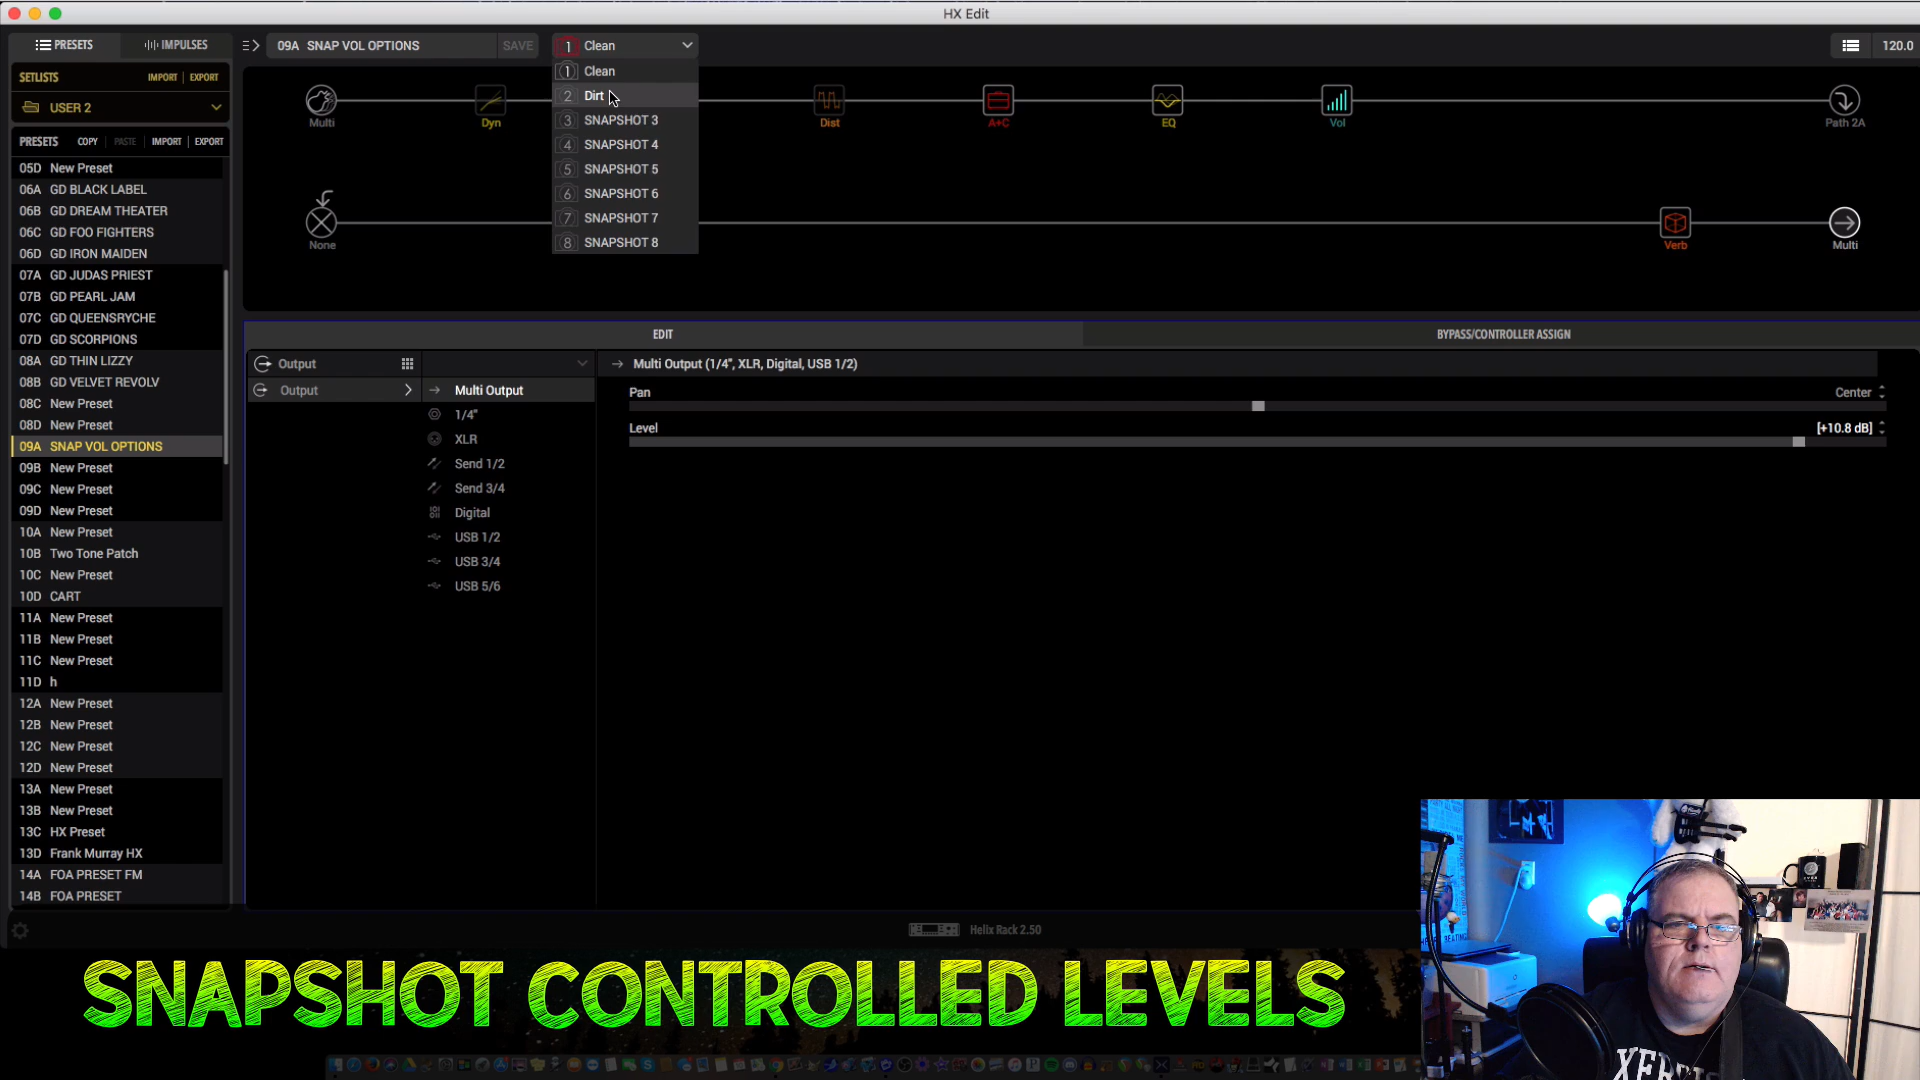 HX Edit
PRESETS
IMPULSES
09A SNAP VOL OPTIONS
SAVE
1 Clean
120.0
SETLISTS IMPORT EXPORT
USER 2
PRESETS COPY PASTE IMPORT EXPORT
05D New Preset
06A GD BLACK LABEL
06B GD DREAM THEATER
06C GD FOO FIGHTERS
06D GD IRON MAIDEN
07A GD JUDAS PRIEST
07B GD PEARL JAM
07C GD QUEENSRYCHE
07D GD SCORPIONS
08A GD THIN LIZZY
08B GD VELVET REVOLV
08C New Preset
08D New Preset
09A SNAP VOL OPTIONS
09B New Preset
09C New Preset
09D New Preset
10A New Preset
10B Two Tone Patch
10C New Preset
10D CART
11A New Preset
11B New Preset
11C New Preset
11D h
12A New Preset
12B New Preset
12C New Preset
12D New Preset
13A New Preset
13B New Preset
13C HX Preset
13D Frank Murray HX
14A FOA PRESET FM
14B FOA PRESET
1 Clean
2 Dirt
3 SNAPSHOT 3
4 SNAPSHOT 4
5 SNAPSHOT 5
6 SNAPSHOT 6
7 SNAPSHOT 7
8 SNAPSHOT 8
Multi
Dyn
Dist
A+C
EQ
Vol
Path 2A
None
Verb
Multi
EDIT
BYPASS/CONTROLLER ASSIGN
Output
Output
Multi Output
1/4"
XLR
Send 1/2
Send 3/4
Digital
USB 1/2
USB 3/4
USB 5/6
Multi Output (1/4", XLR, Digital, USB 1/2)
Pan Center
Level [+10.8 dB]
Helix Rack 2.50
SNAPSHOT CONTROLLED LEVELS